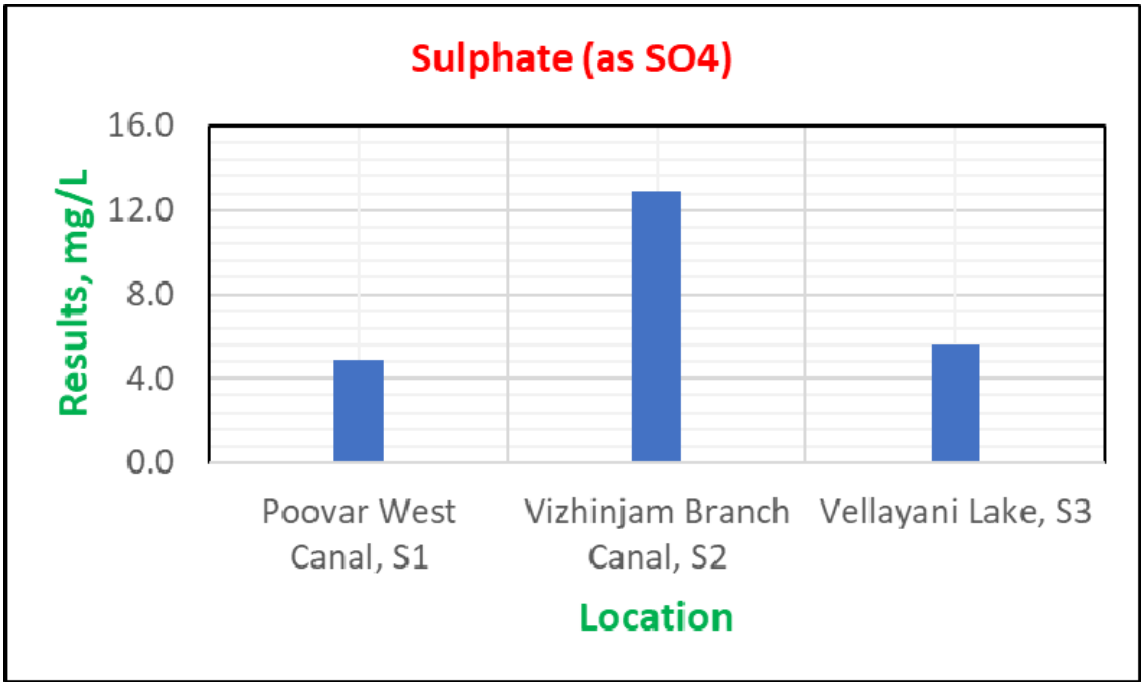 Sulphate (as SO4)
Results, mg/L
16.0
12.0
8.0
4.0
0.0
Poovar West
Canal, S1
Vizhinjam Branch
Canal, S2
Vellayani Lake, S3
Location